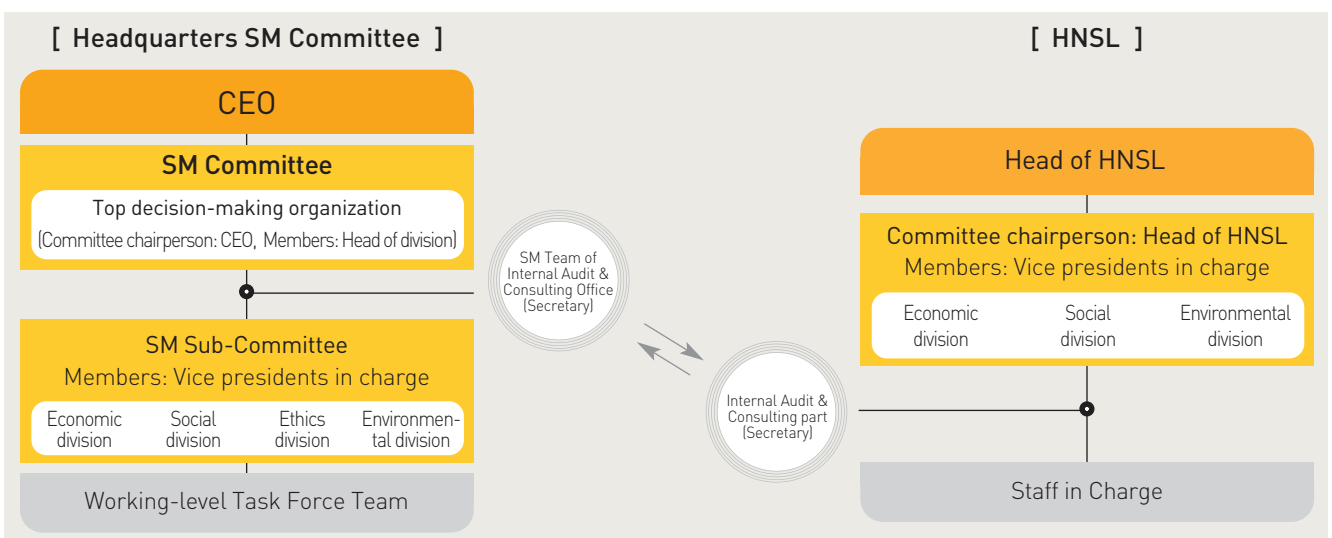 [ Headquarters SM Committee ]
CEO
SM Committee
Top decision-making organization
(Committee chairperson: CEO, Members: Head of division)
SM Sub-Committee
Members: Vice presidents in charge
Economic
division
Social
division
Ethics
division
Environmen-
tal division
Working-level Task Force Team
SM Team of
Internal Audit &
Consulting Office
(Secretary)
Internal Audit &
Consulting part
(Secretary)
[ HNSL ]
Head of HNSL
Committee chairperson: Head of HNSL
Members: Vice presidents in charge
Economic
division
Social
division
Environmental
division
Staff in Charge